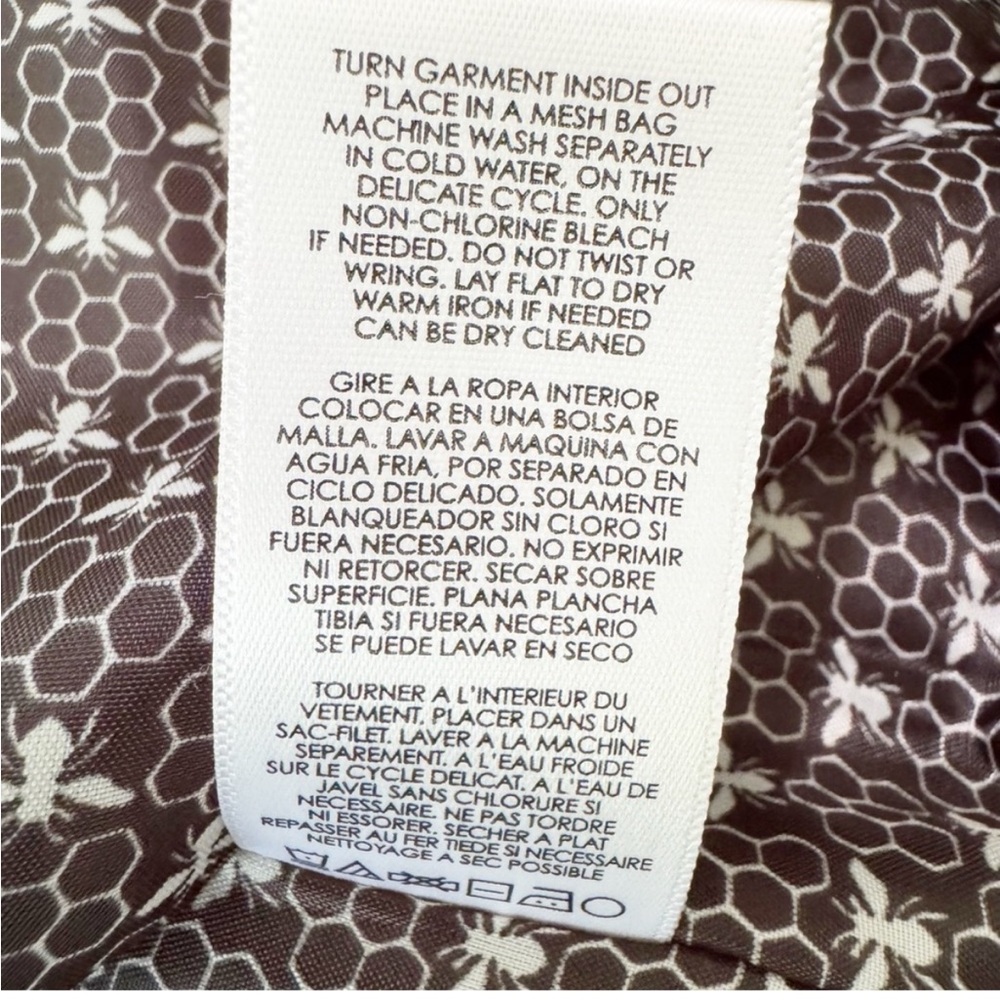 TURN GARMENT INSIDE OUT
PLACE IN A MESH BAG
MACHINE WASH SEPARATELY
IN COLD WATER, ON THE
DELICATE CYCLE. ONLY
NON-CHLORINE BLEACH
IF NEEDED. DO NOT TWIST OR
WRING. LAY FLAT TO DRY
WARM IRON IF NEEDED
CAN BE DRY CLEANED
GIRE A LA ROPA INTERIOR
COLOCAR EN UNA BOLSA DE
MALLA. LAVAR A MAQUINA CON
AGUA FRIA, POR SEPARADO EN
CICLO DELICADO. SOLAMENTE
BLANQUEADOR SIN CLORO SI
FUERA NECESARIO. NO EXPRIMIR
NI RETORCER. SECAR SOBRE
SUPERFICIE. PLANA PLANCHA
TIBIA SI FUERA NECESARIO
SE PUEDE LAVAR EN SECO
TOURNER A L'INTERIEUR DU
VETEMENT. PLACER DANS UN
SAC-FILET. LAVER A LA MACHINE
SEPAREMENT. A L'EAU FROIDE
SUR LE CYCLE DELICAT. A L'EAU DE
JAVEL SANS CHLORURE SI
NECESSAIRE. NE PAS TORDRE
NI ESSORER. SECHER A PLAT
REPASSER AU FER TIEDE SI NECESSAIRE
NETTOYAGE A SEC POSSIBLE